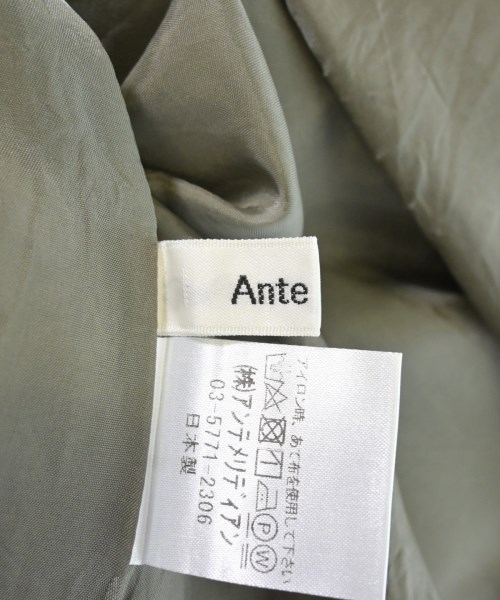 Ante
アイロン時、あて布を使用して下さい
P W
(株)アンテメリディアン
03-5771-2306
日本製